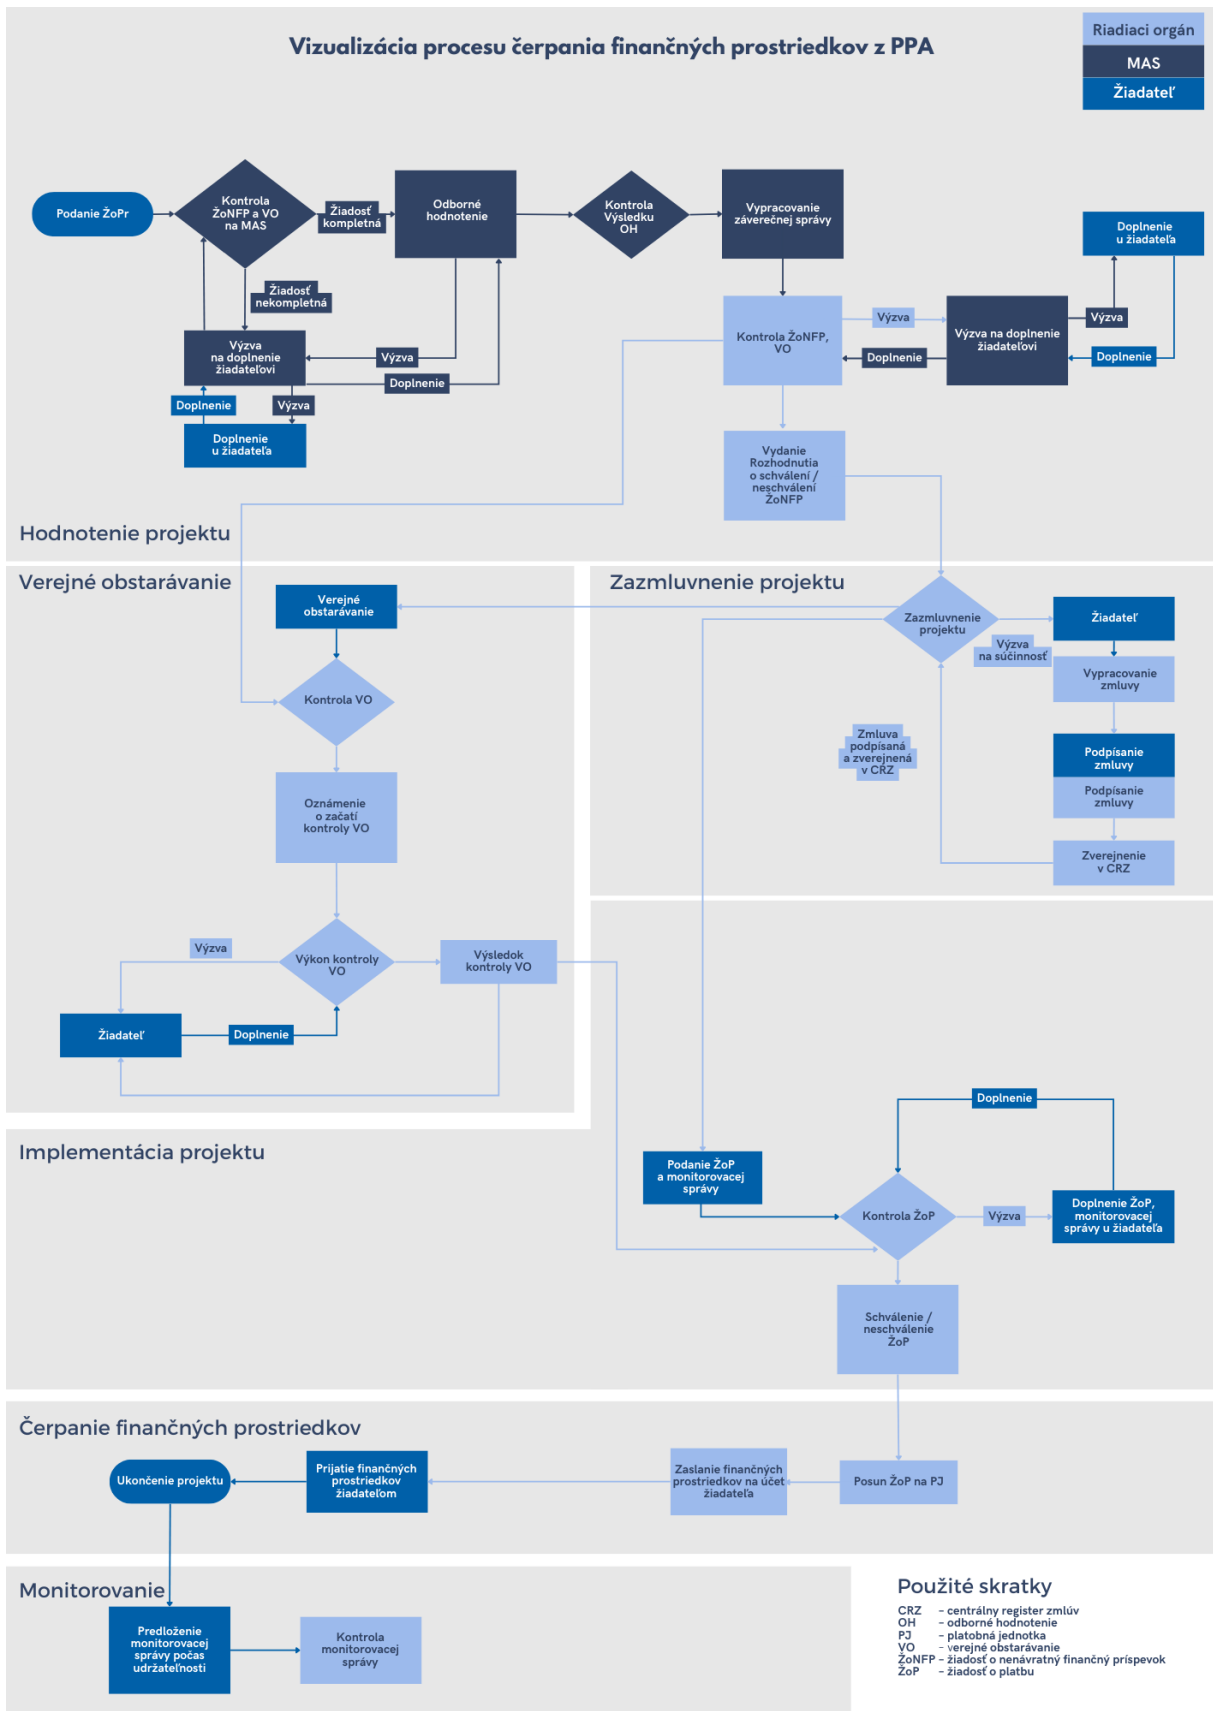 Vizualizácia procesu čerpania finančných prostriedkov z PPA
Riadiaci orgán
MAS
Žiadateľ
Podanie ŽoPr
Kontrola
ŽoNFP a VO
na MAS
Žiadosť
kompletná
Odborné
hodnotenie
Kontrola
Výsledku
OH
Vypracovanie
záverečnej správy
Doplnenie
u žiadateľa
Žiadosť
nekompletná
Výzva
na doplnenie
žiadateľovi
Výzva
Doplnenie
Doplnenie
Výzva
Doplnenie
u žiadateľa
Kontrola ŽoNFP,
VO
Výzva
Doplnenie
Výzva na doplnenie
žiadateľovi
Výzva
Doplnenie
Vydanie
Rozhodnutia
o schválení /
neschválení
ŽoNFP
Hodnotenie projektu
Verejné obstarávanie
Verejné
obstarávanie
Kontrola VO
Oznámenie
o začatí
kontroly VO
Výzva
Výkon kontroly
VO
Výsledok
kontroly VO
Žiadateľ
Doplnenie
Zazmluvnenie projektu
Zazmluvnenie
projektu
Výzva
na súčinnosť
Žiadateľ
Vypracovanie
zmluvy
Zmluva
podpísaná
a zverejnená
v CRZ
Podpísanie
zmluvy
Podpísanie
zmluvy
Zverejnenie
v CRZ
Implementácia projektu
Doplnenie
Podanie ŽoP
a monitorovacej
správy
Kontrola ŽoP
Výzva
Doplnenie ŽoP,
monitorovacej
správy u žiadateľa
Schválenie /
neschválenie
ŽoP
Čerpanie finančných prostriedkov
Ukončenie projektu
Prijatie finančných
prostriedkov
žiadateľom
Zaslanie finančných
prostriedkov na účet
žiadateľa
Posun ŽoP na PJ
Monitorovanie
Predloženie
monitorovacej
správy počas
udržateľnosti
Kontrola
monitorovacej
správy
Použité skratky
CRZ – centrálny register zmlúv
OH – odborné hodnotenie
PJ – platobná jednotka
VO – verejné obstarávanie
ŽoNFP – žiadosť o nenávratný finančný príspevok
ŽoP – žiadosť o platbu